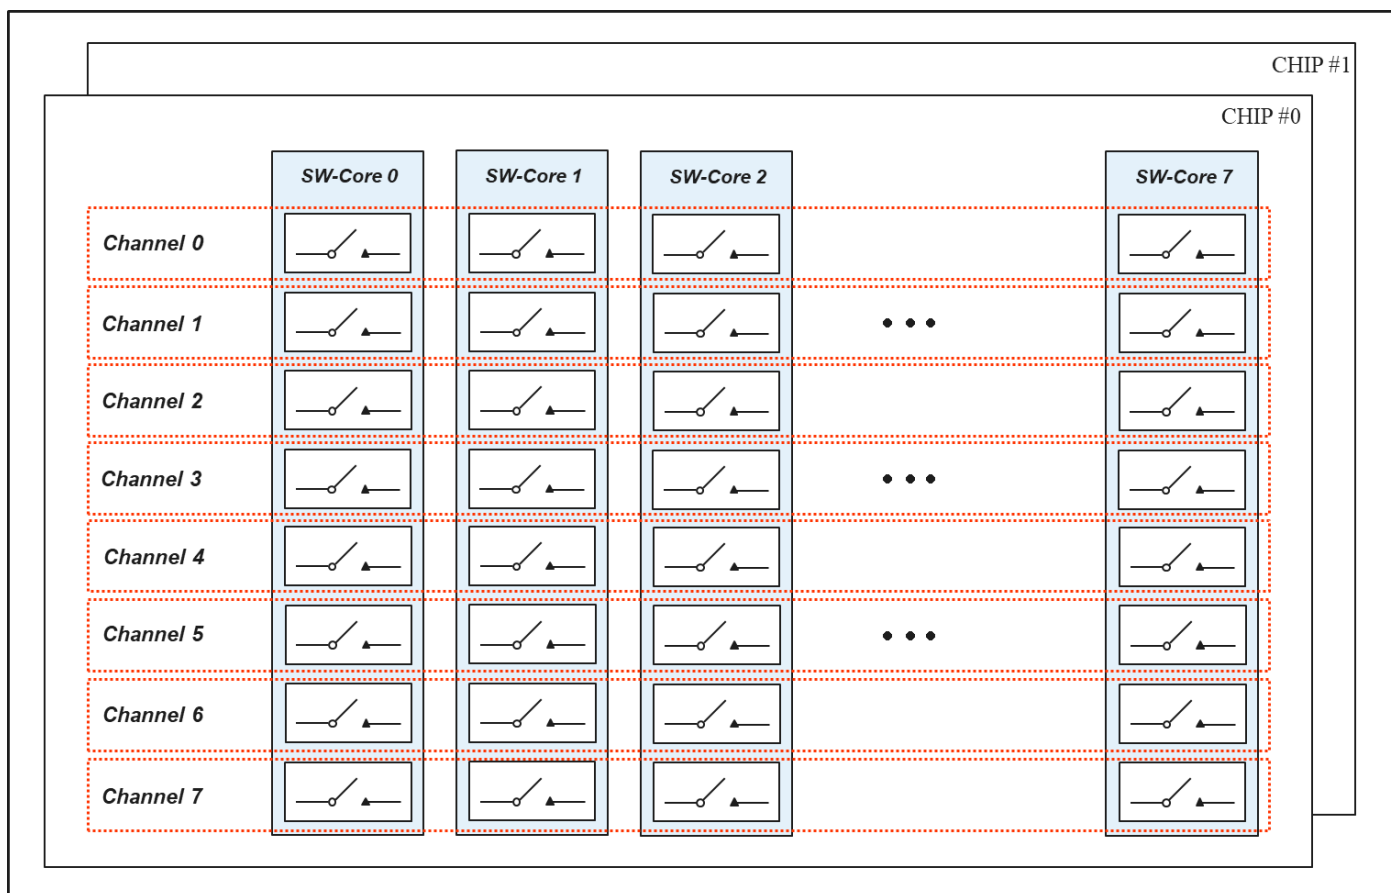 CHIP #1
CHIP #0
SW-Core 0 SW-Core 1 SW-Core 2 SW-Core 7
Channel 0
Channel 1
Channel 2
Channel 3
Channel 4
Channel 5
Channel 6
Channel 7